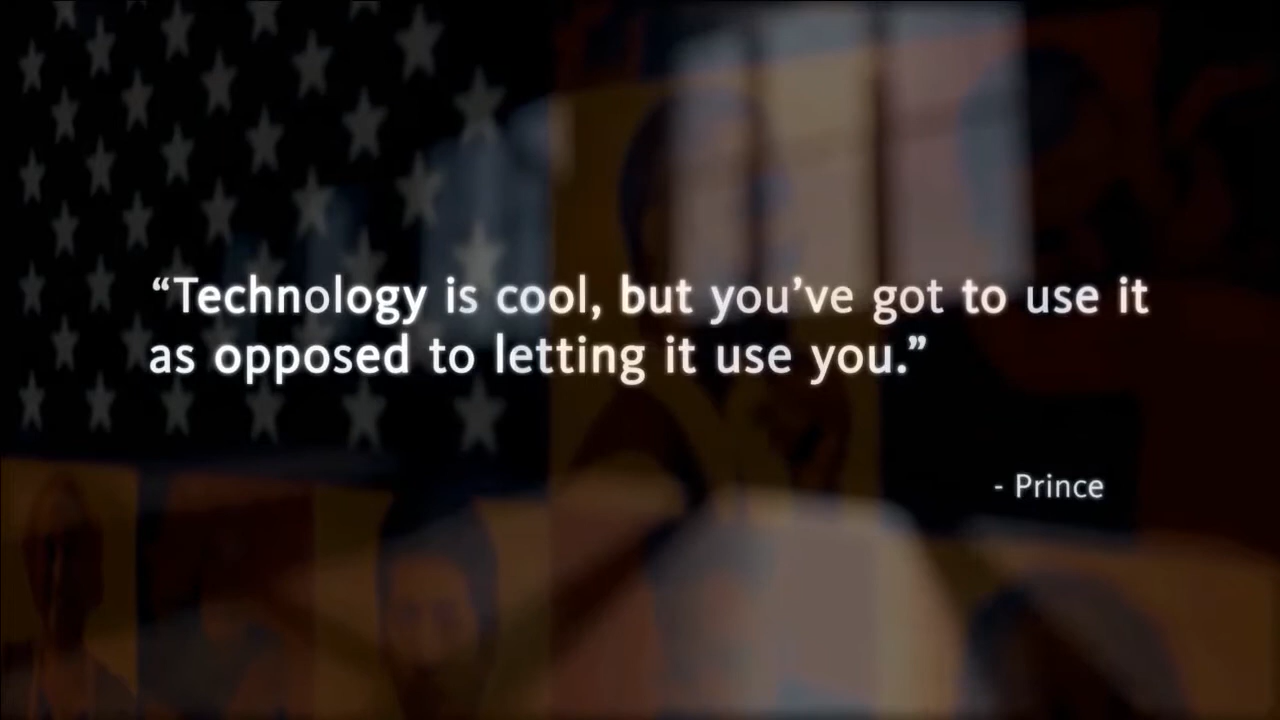 “Technology is cool, but you’ve got to use it
as opposed to letting it use you.”
- Prince